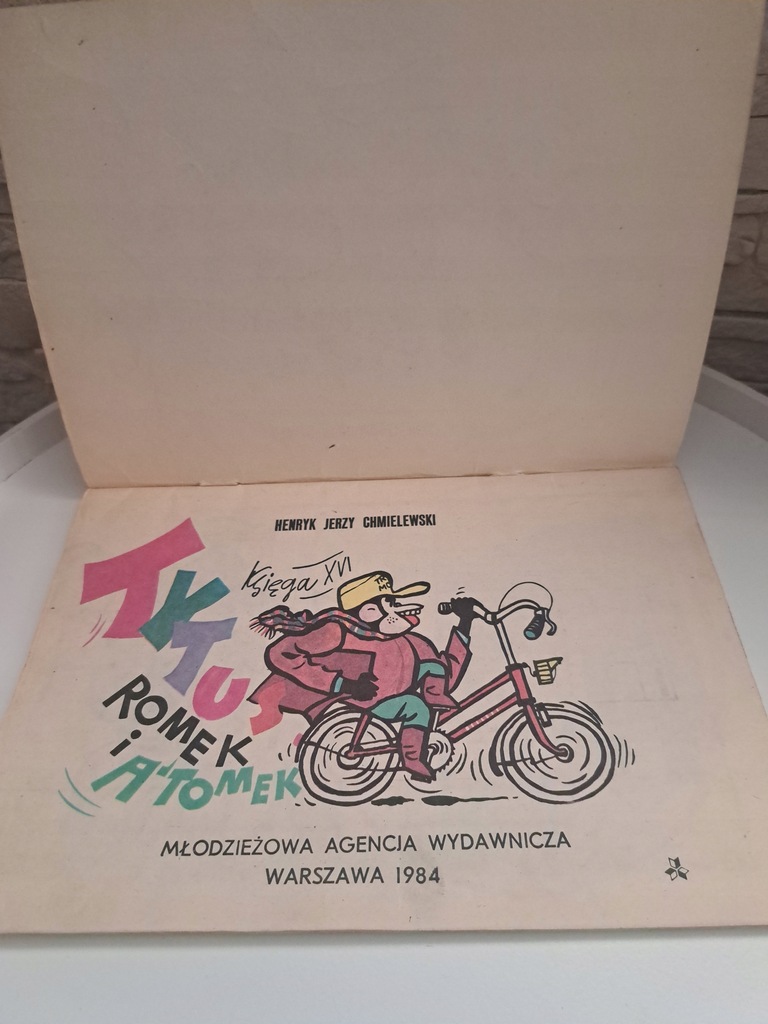 HENRYK JERZY CHMIELEWSKI
TYTUS,
ROMEK
i A'TOMEK
Księga XVI
MŁODZIEŻOWA AGENCJA WYDAWNICZA
WARSZAWA 1984